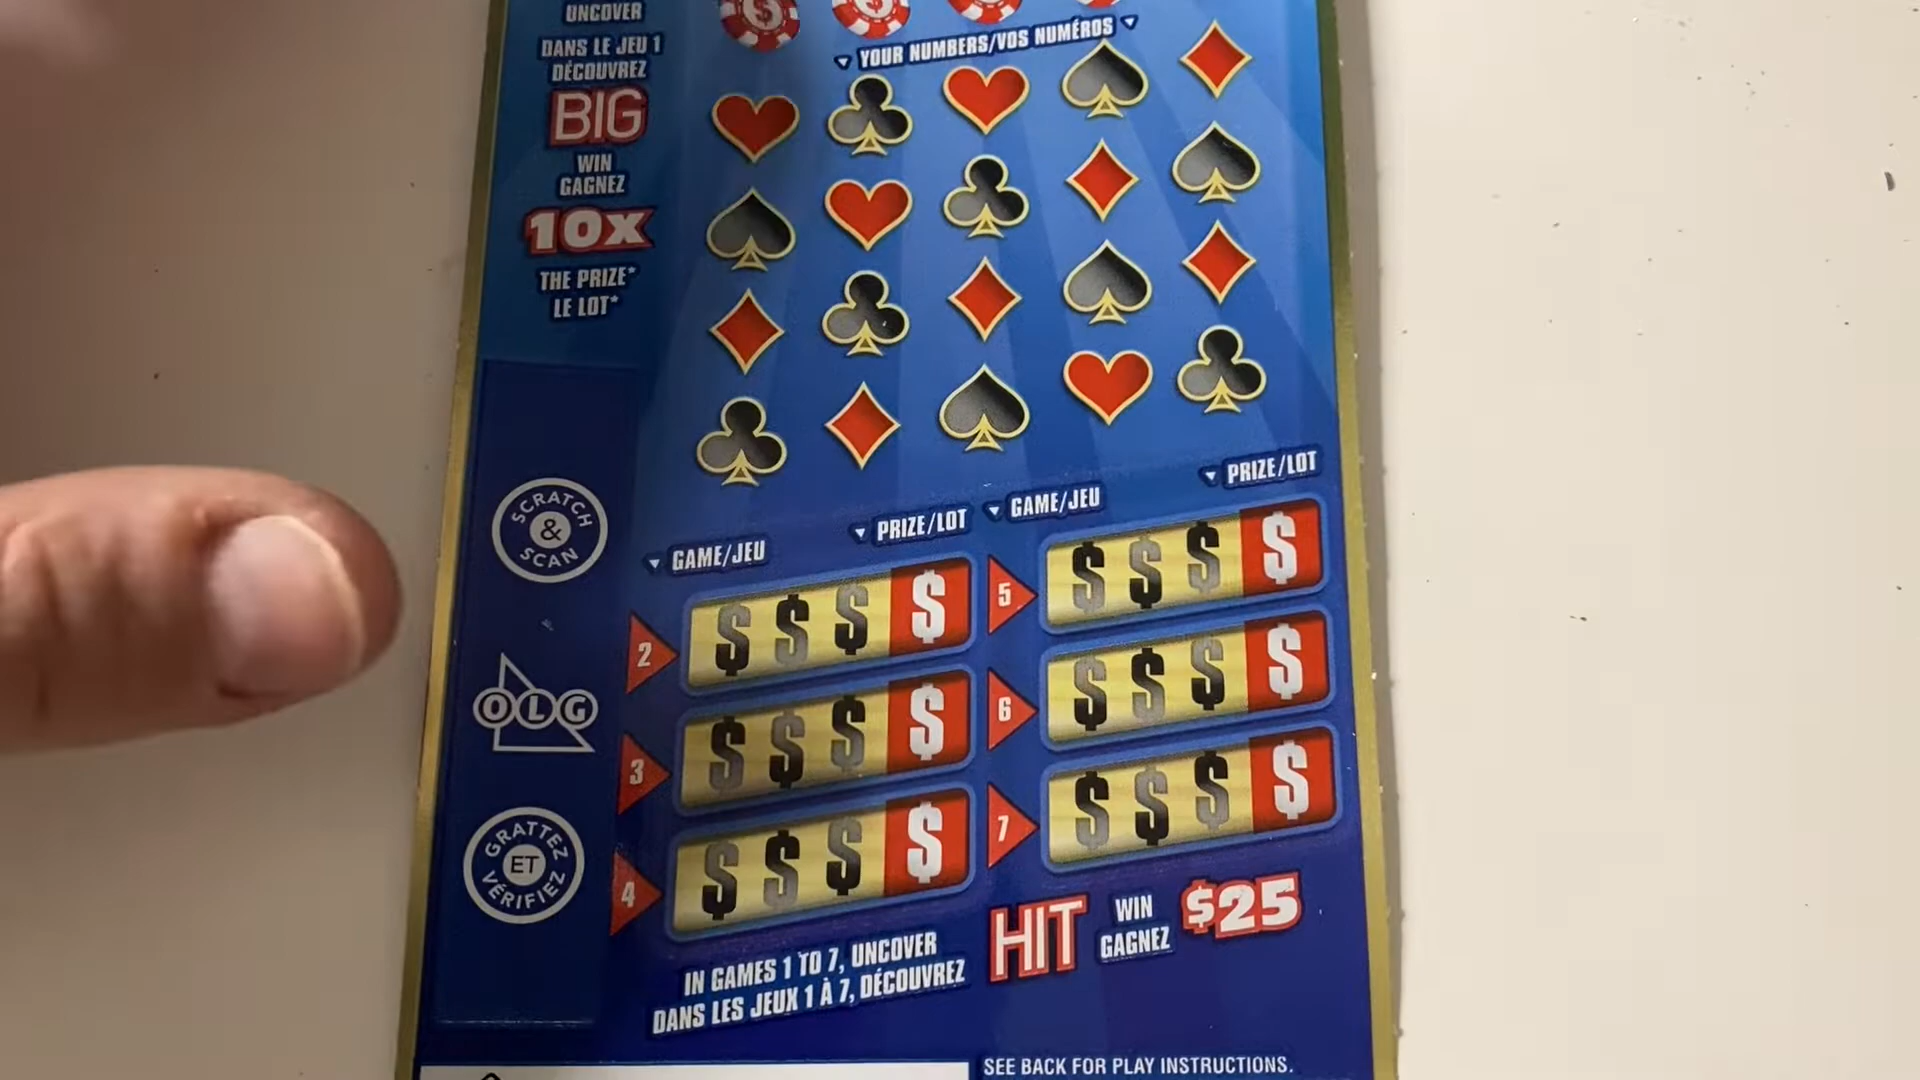 UNCOVER
DANS LE JEU 1
DÉCOUVREZ
BIG
WIN
GAGNEZ
10X
THE PRIZE*
LE LOT*
YOUR NUMBERS/VOS NUMÉROS
SCRATCH
&
SCAN
OLG
GRATTEZ
ET
VÉRIFIEZ
GAME/JEU
PRIZE/LOT
2
$ $ $ $
3
$ $ $ $
4
$ $ $ $
GAME/JEU
PRIZE/LOT
5
$ $ $ $
6
$ $ $ $
7
$ $ $ $
IN GAMES 1 TO 7, UNCOVER
DANS LES JEUX 1 À 7, DÉCOUVREZ
HIT
WIN
GAGNEZ
$25
SEE BACK FOR PLAY INSTRUCTIONS.